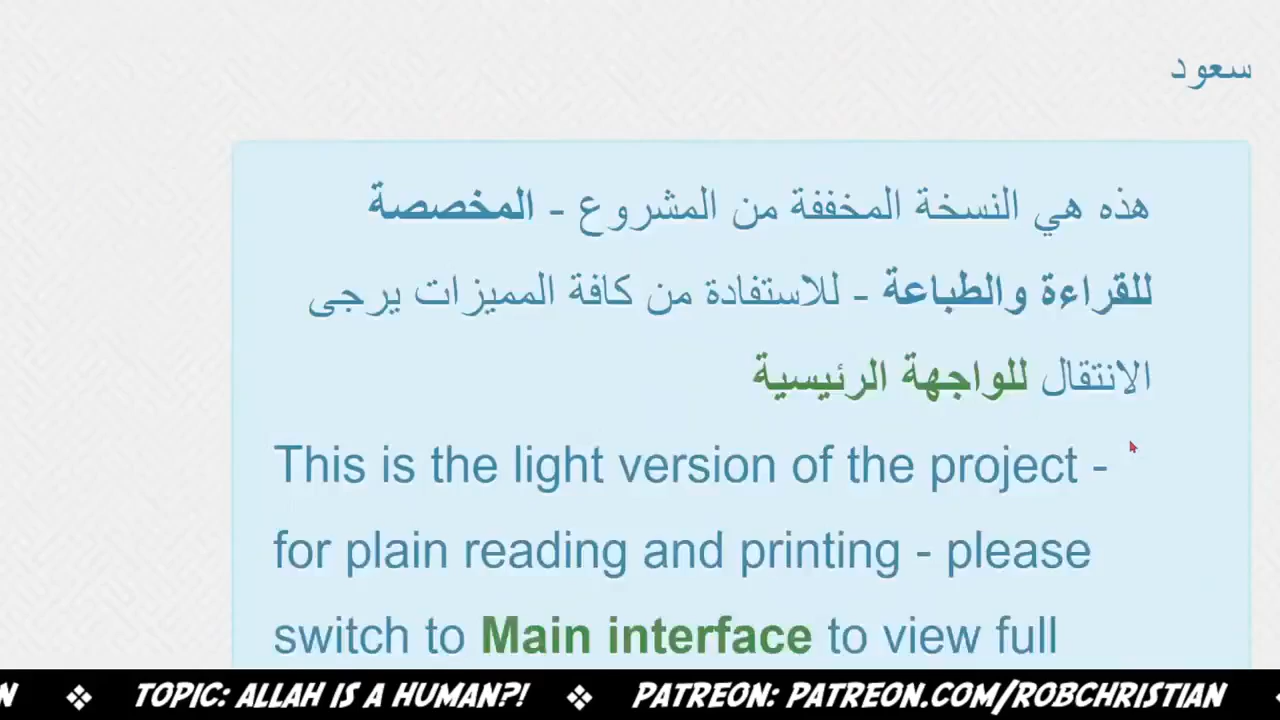 سعود
هذه هي النسخة المخففة من المشروع - المخصصة
للقراءة والطباعة - للاستفادة من كافة المميزات يرجى
الانتقال للواجهة الرئيسية
This is the light version of the project -
for plain reading and printing - please
switch to Main interface to view full
N ❖ TOPIC: ALLAH IS A HUMAN?! ❖ PATREON: PATREON.COM/ROBCHRISTIAN